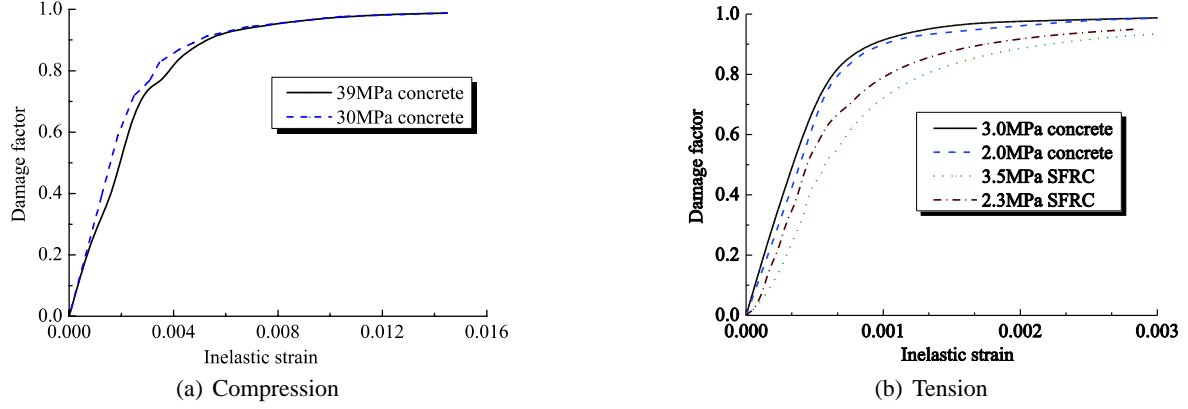 1.0
0.8
0.6
0.4
0.2
0.0
Damage factor
39MPa concrete
30MPa concrete
0.000 0.004 0.008 0.012 0.016
Inelastic strain
(a) Compression
1.0
0.8
0.6
0.4
0.2
0.0
Damage factor
3.0MPa concrete
2.0MPa concrete
3.5MPa SFRC
2.3MPa SFRC
0.000 0.001 0.002 0.003
Inelastic strain
(b) Tension